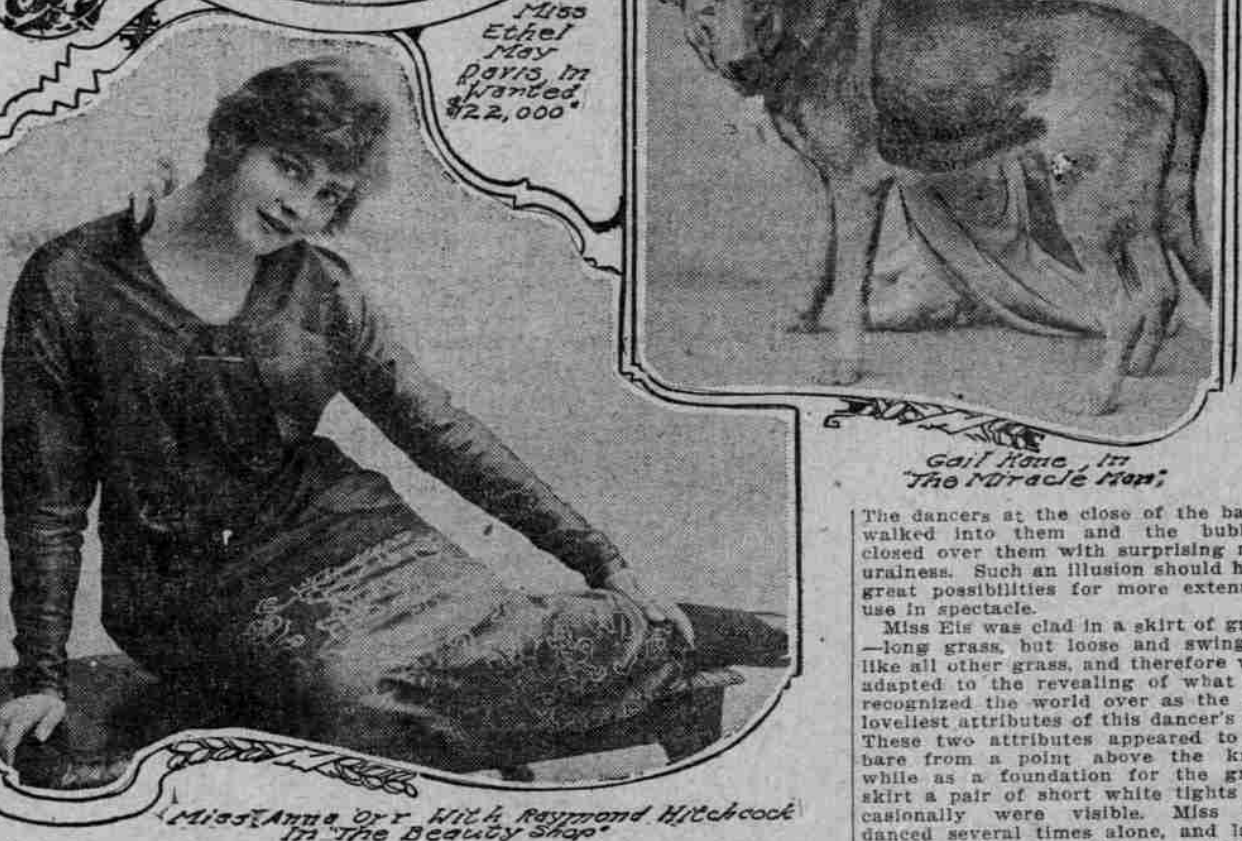 Miss
Ethel
May
Davis, in
"Wanted
$22,000"
Gail Kane, in
"The Miracle Man,"
Miss Anna Orr With Raymond Hitchcock
In "The Beauty Shop"
The dancers at the close of the ba
walked into them and the bubb
closed over them with surprising n
uralness. Such an illusion should h
great possibilities for more exten
use in spectacle.
Miss Eis was clad in a skirt of gr
—long grass, but loose and swing
like all other grass, and therefore w
adapted to the revealing of what
recognized the world over as the
loveliest attributes of this dancer's
These two attributes appeared to
bare from a point above the kn
while as a foundation for the gr
skirt a pair of short white tights
casionally were visible. Miss
danced several times alone, and la